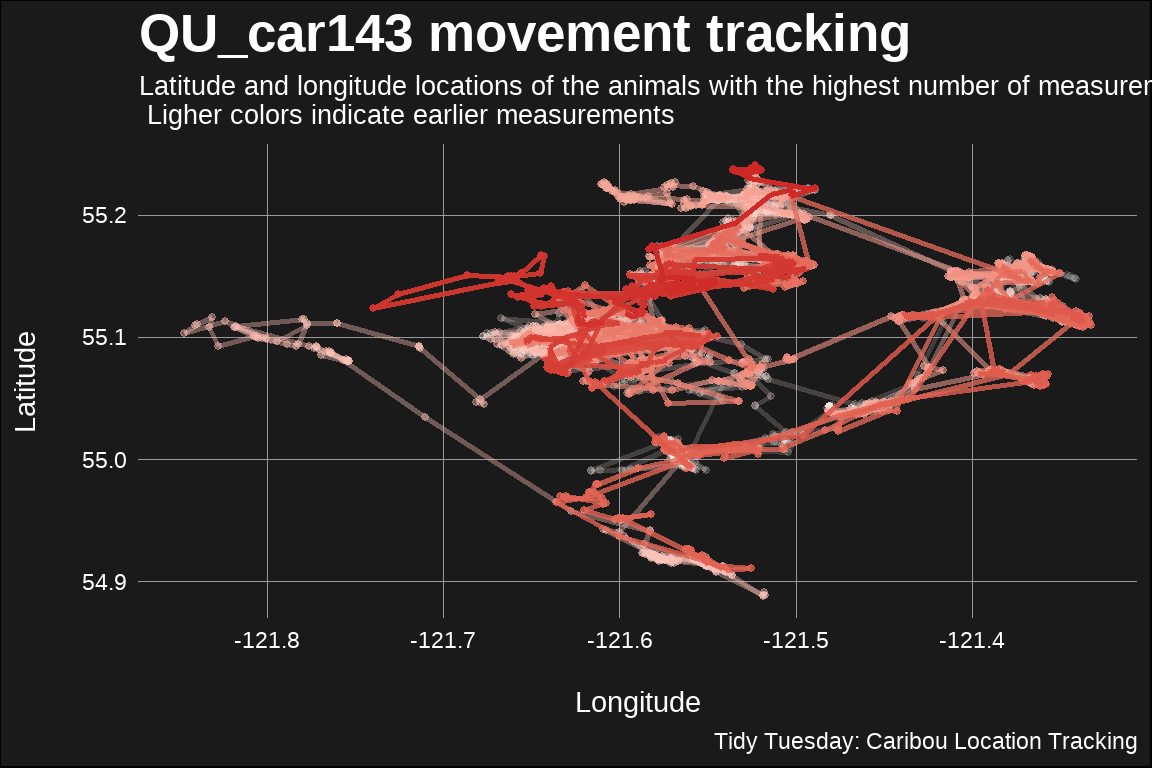 QU_car143 movement tracking
Latitude and longitude locations of the animals with the highest number of
Ligher colors indicate earlier measurements
55.2
55.1
55.0
54.9
Latitude
-121.8
-121.7
-121.6
-121.5
-121.4
Longitude
Tidy Tuesday: Caribou Location Tracking